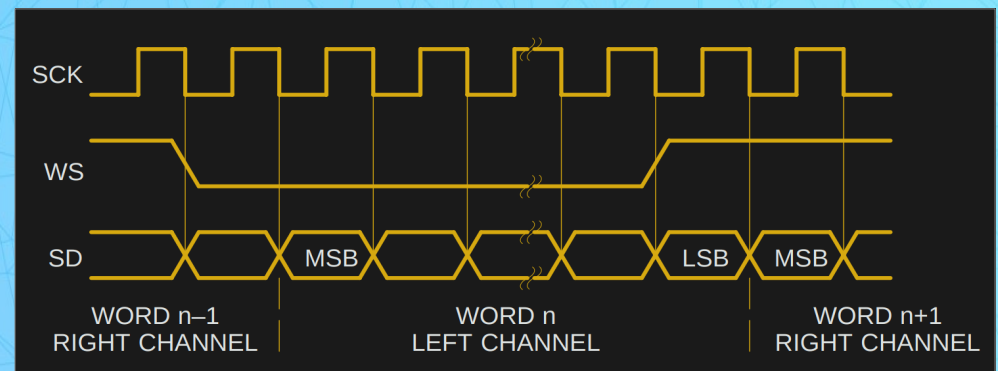 SCK
WS
SD
MSB
LSB
MSB
WORD n–1
RIGHT CHANNEL
WORD n
LEFT CHANNEL
WORD n+1
RIGHT CHANNEL